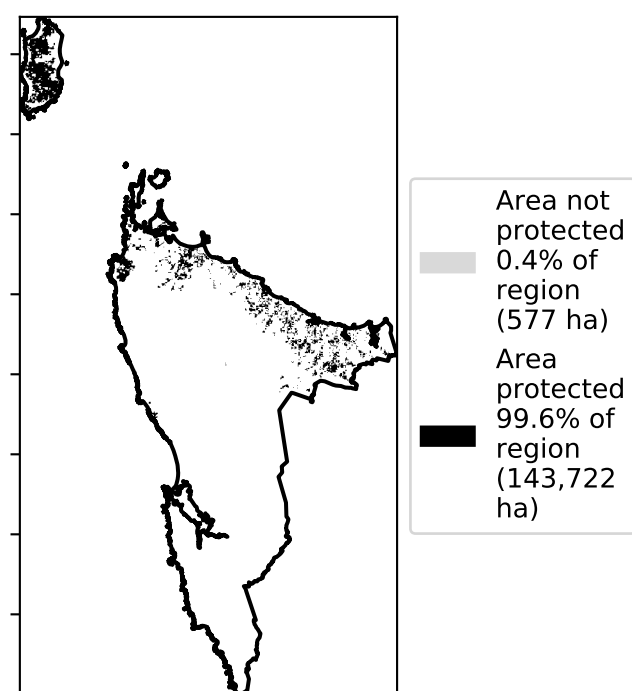 Area not
protected
0.4% of
region
(577 ha)
Area
protected
99.6% of
region
(143,722
ha)